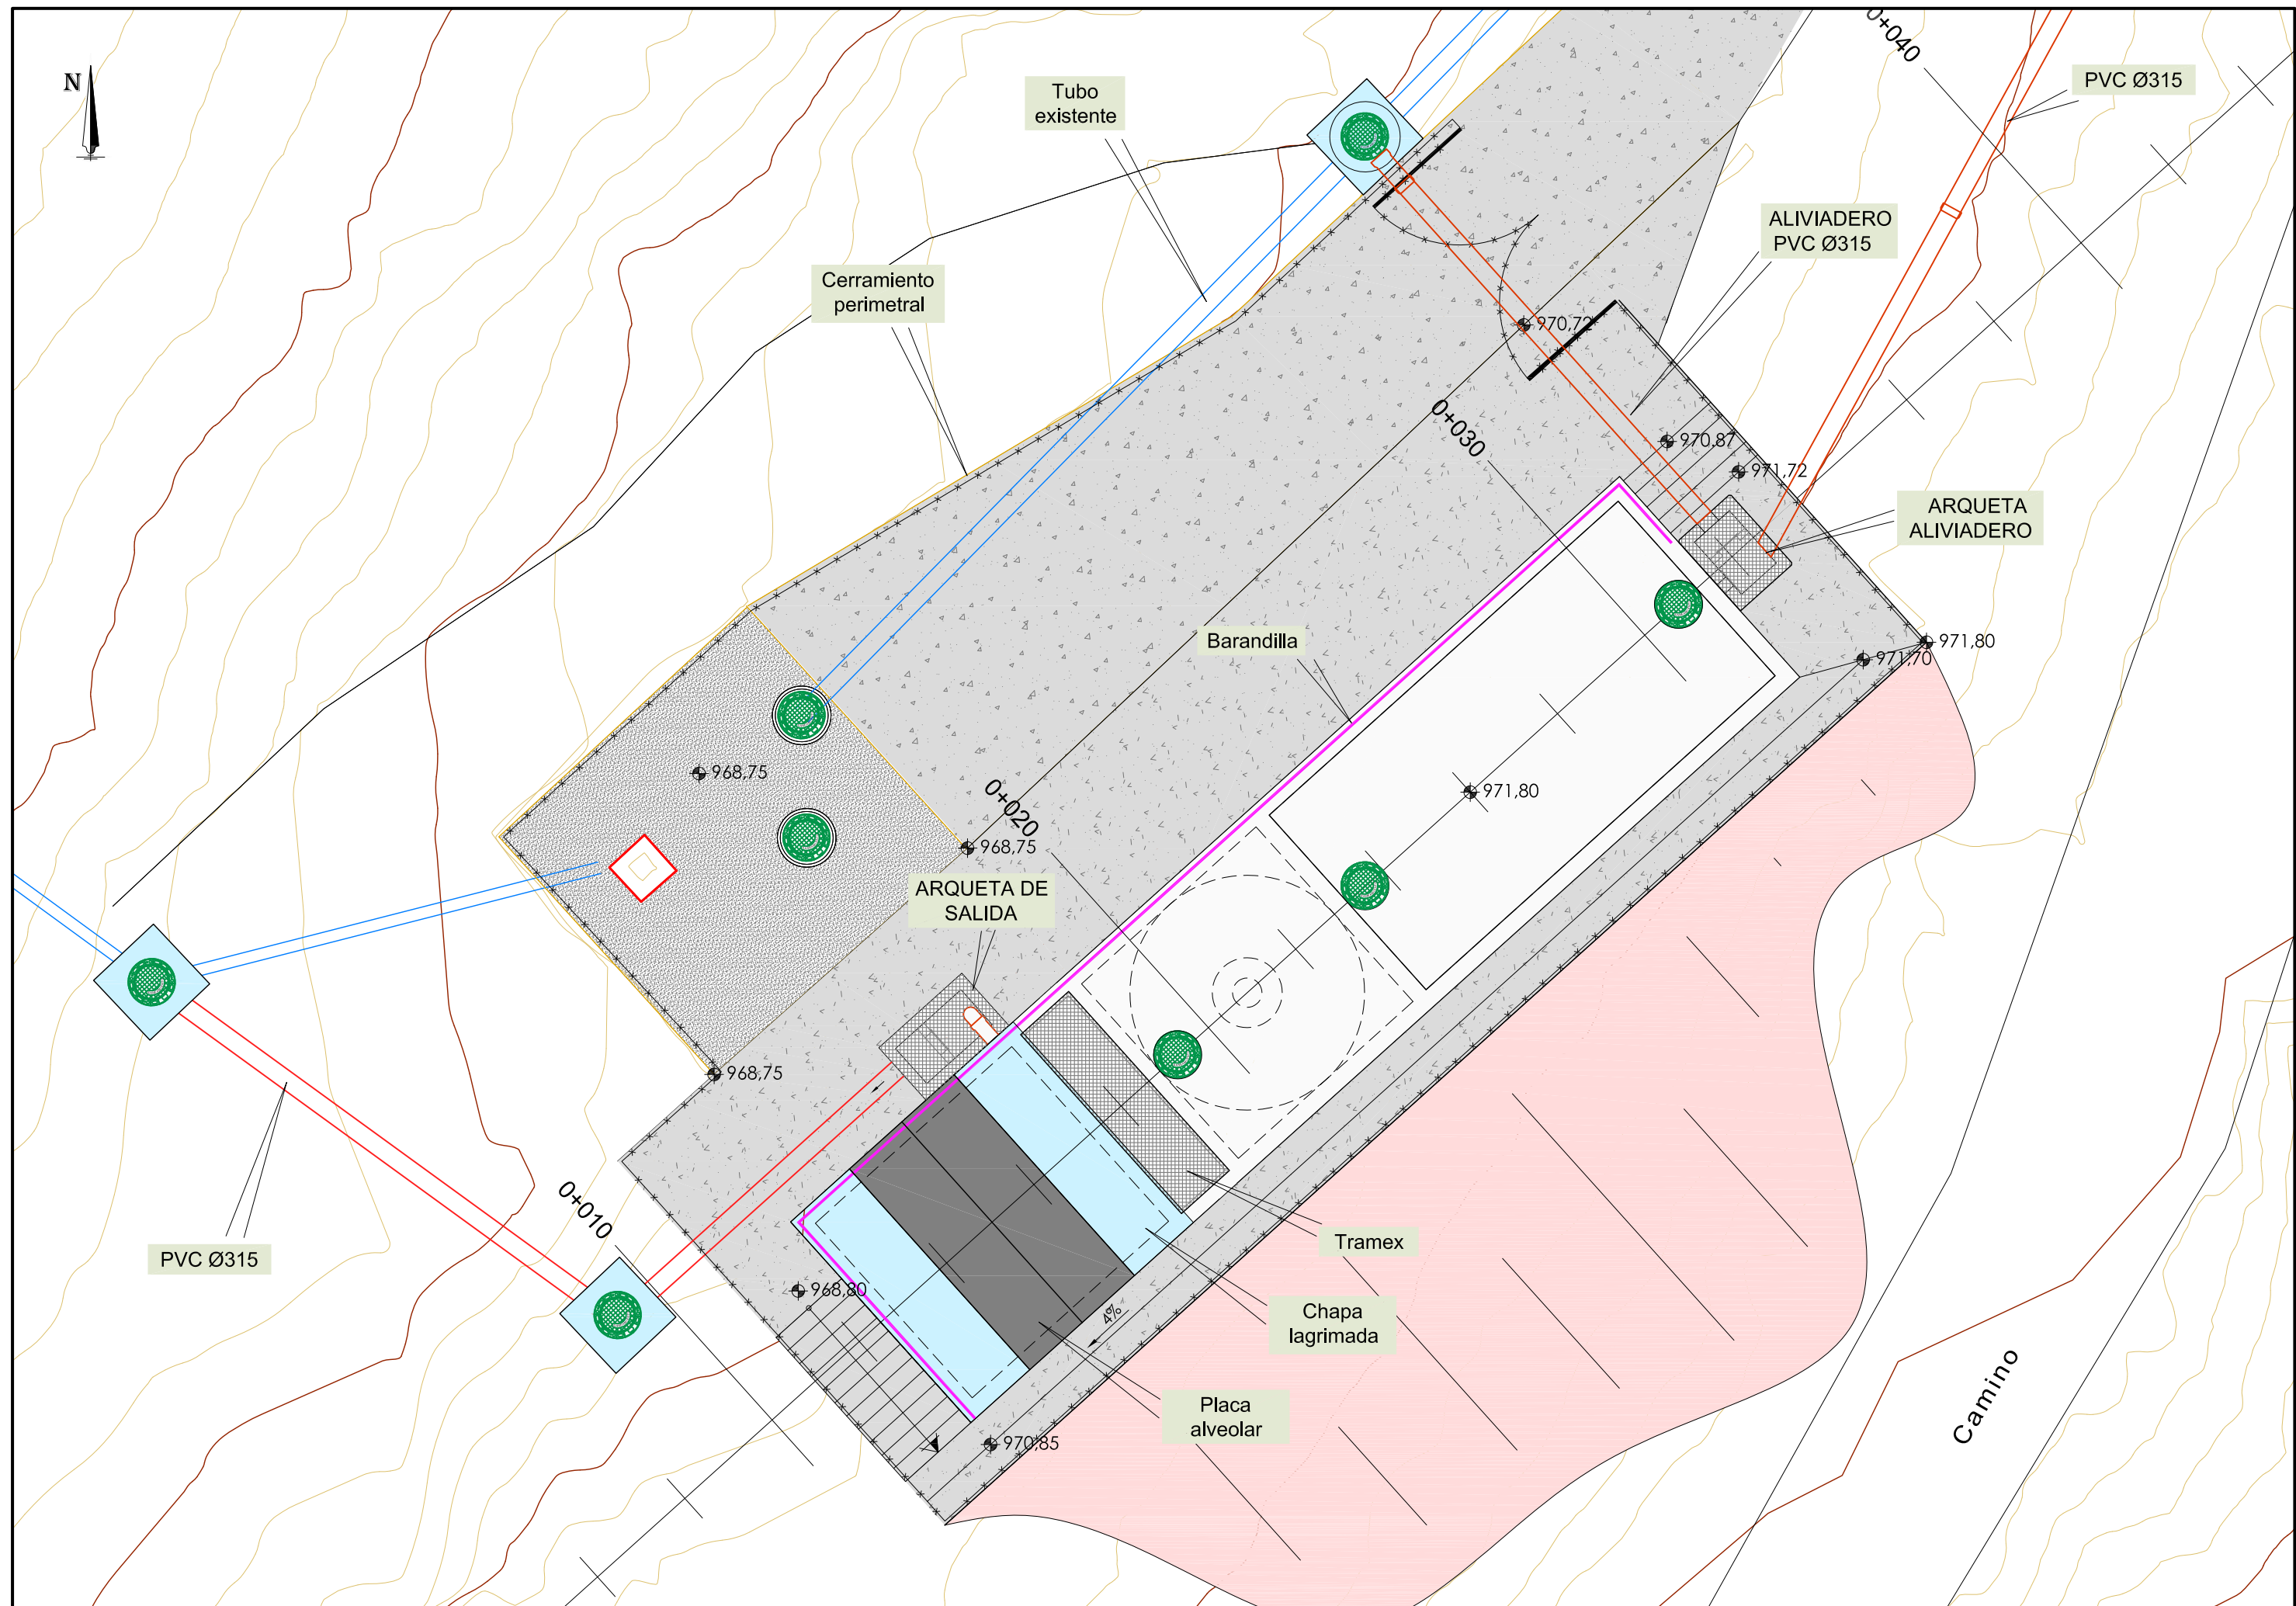 0+040
N
PVC Ø315
Tubo
existente
ALIVIADERO
PVC Ø315
Cerramiento
perimetral
970,72
0+030
970,87
971,72
ARQUETA
ALIVIADERO
Barandilla
971,80
971,70
968,75
971,80
0+020
968,75
ARQUETA DE
SALIDA
968,75
0+010
PVC Ø315
Tramex
968,80
4%
Chapa
lagrimada
Placa
alveolar
970,85
Camino